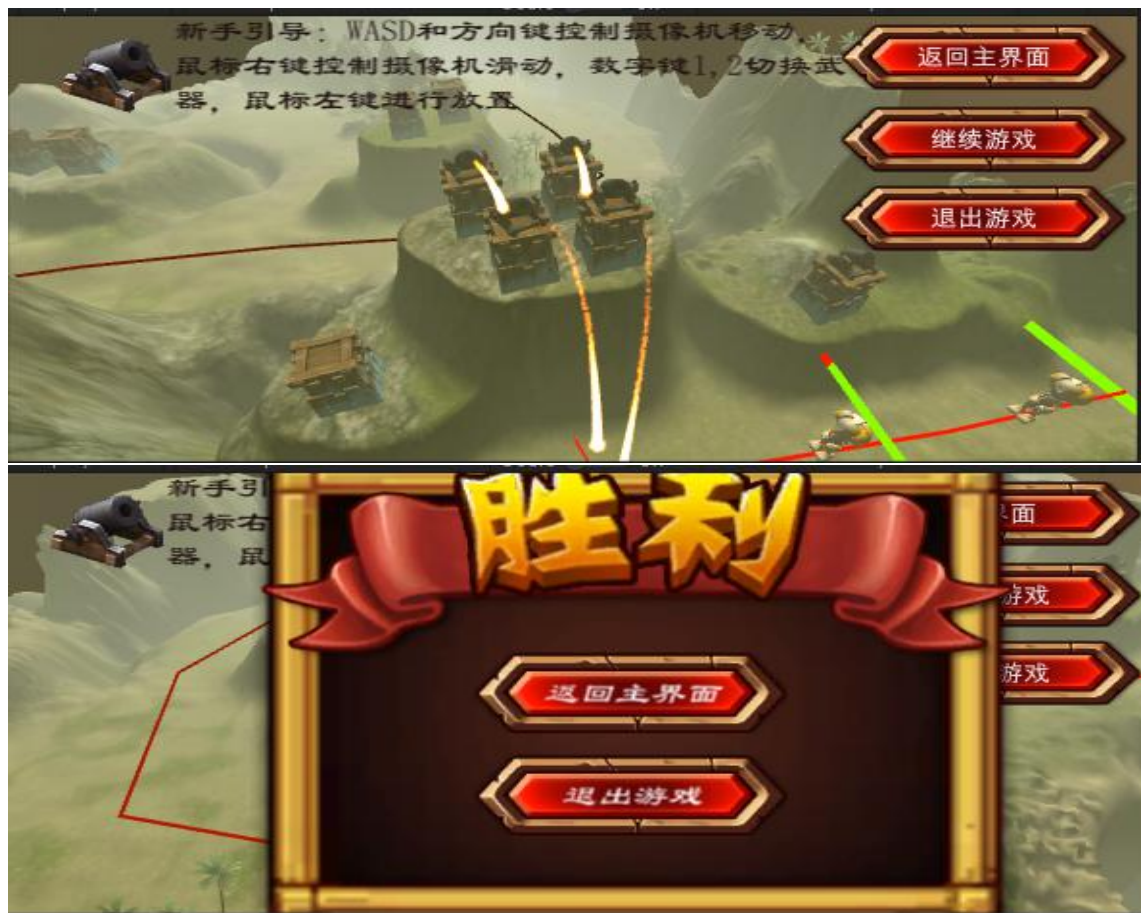 新手引导：WASD和方向键控制摄像机移动，
鼠标右键控制摄像机滑动，数字键1,2切换武
器，鼠标左键进行放置
返回主界面
继续游戏
退出游戏
新手引
鼠标右
器，鼠
胜利
界面
游戏
游戏
返回主界面
退出游戏